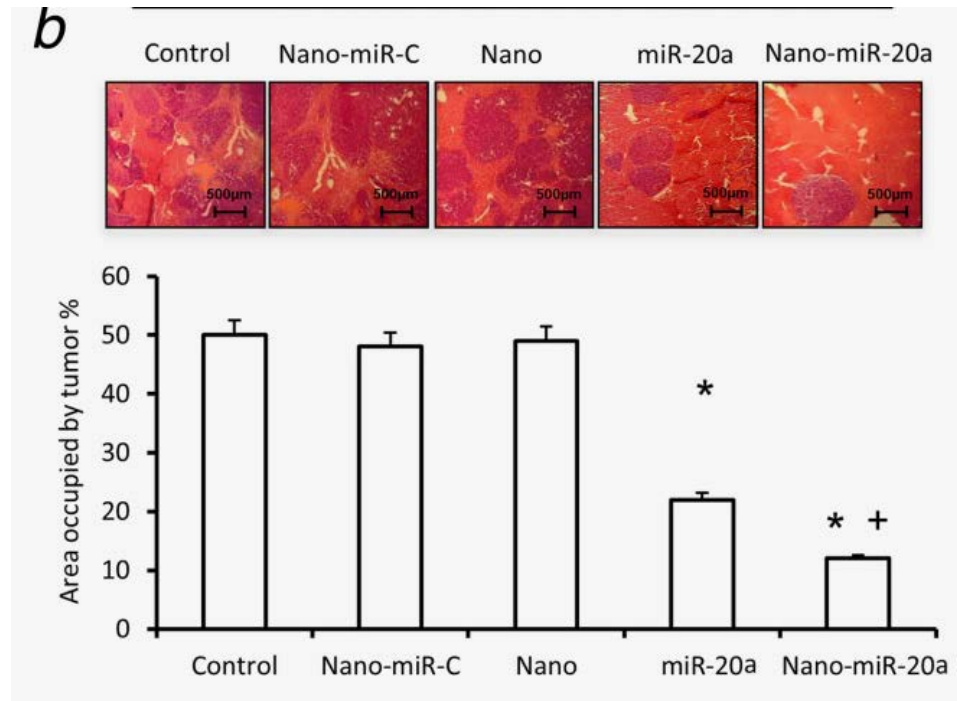 b
Control Nano-miR-C Nano miR-20a Nano-miR-20a
500μm 500μm 500μm 500μm 500μm
Area occupied by tumor %
60
50
40
*
30
20
* +
10
0
Control Nano-miR-C Nano miR-20a Nano-miR-20a